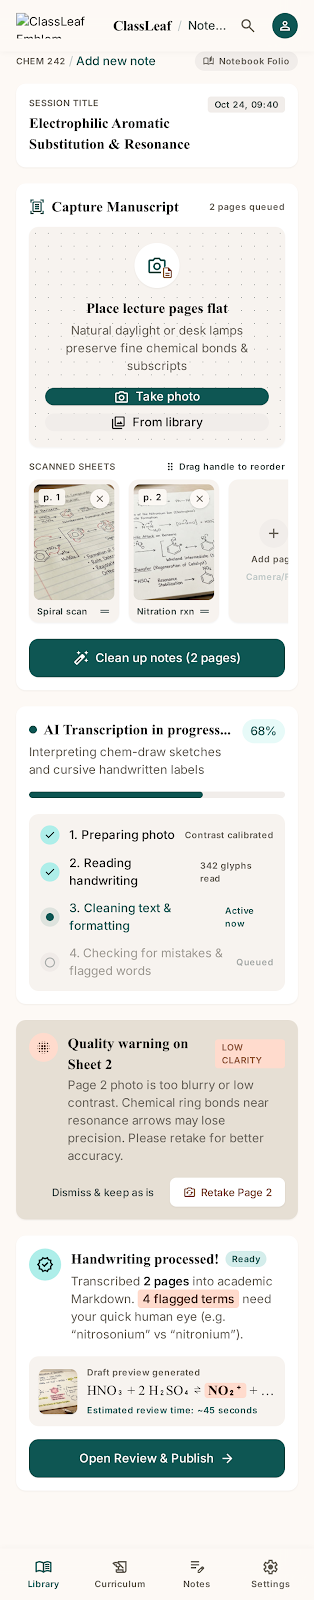 ClassLeaf Emblem
ClassLeaf / Note...
CHEM 242 / Add new note
Notebook Folio
SESSION TITLE
Oct 24, 09:40
Electrophilic Aromatic
Substitution & Resonance
Capture Manuscript
2 pages queued
Place lecture pages flat
Natural daylight or desk lamps
preserve fine chemical bonds &
subscripts
Take photo
From library
SCANNED SHEETS
Drag handle to reorder
p. 1
Spiral scan
p. 2
Nitration rxn
Add pag
Camera/F
Clean up notes (2 pages)
AI Transcription in progress...
68%
Interpreting chem-draw sketches
and cursive handwritten labels
1. Preparing photo
Contrast calibrated
2. Reading
handwriting
342 glyphs
read
3. Cleaning text &
formatting
Active
now
4. Checking for mistakes &
flagged words
Queued
Quality warning on
Sheet 2
LOW
CLARITY
Page 2 photo is too blurry or low
contrast. Chemical ring bonds near
resonance arrows may lose
precision. Please retake for better
accuracy.
Dismiss & keep as is
Retake Page 2
Handwriting processed!
Ready
Transcribed 2 pages into academic
Markdown. 4 flagged terms need
your quick human eye (e.g.
“nitrosonium” vs “nitronium”).
Draft preview generated
HNO₃ + 2 H₂SO₄ ⇌ NO₂⁺ + ...
Estimated review time: ~45 seconds
Open Review & Publish →
Library
Curriculum
Notes
Settings